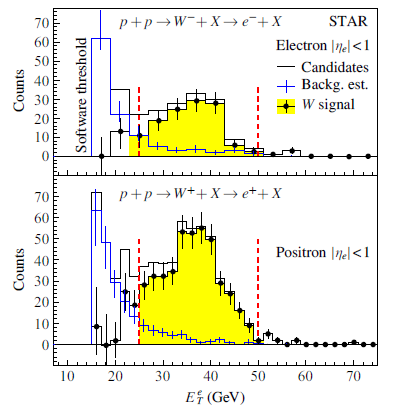 p + p → W⁻ + X → e⁻ + X STAR
Electron |ηₑ|<1
Candidates
Backg. est.
W signal
Software threshold
Counts
70
60
50
40
30
20
10
0
p + p → W⁺ + X → e⁺ + X
Positron |ηₑ|<1
Counts
70
60
50
40
30
20
10
0
10 20 30 40 50 60 70
E_T^e (GeV)